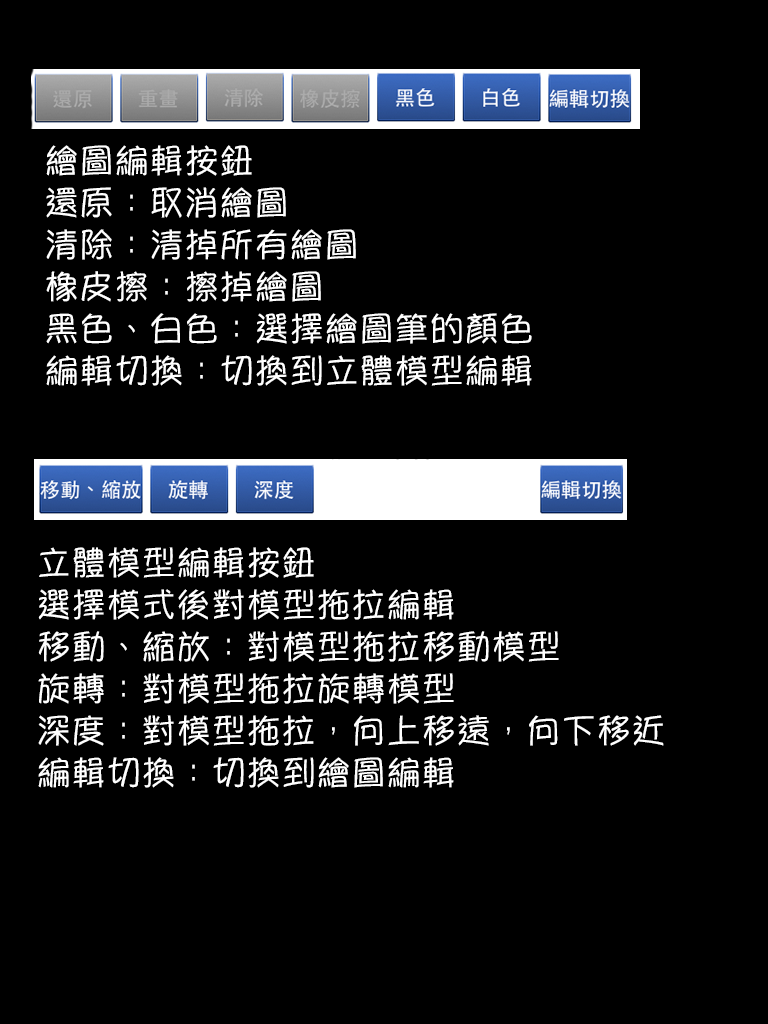 還原 重畫 清除 橡皮擦 黑色 白色 編輯切換
繪圖編輯按鈕
還原：取消繪圖
清除：清掉所有繪圖
橡皮擦：擦掉繪圖
黑色、白色：選擇繪圖筆的顏色
編輯切換：切換到立體模型編輯
移動、縮放 旋轉 深度 編輯切換
立體模型編輯按鈕
選擇模式後對模型拖拉編輯
移動、縮放：對模型拖拉移動模型
旋轉：對模型拖拉旋轉模型
深度：對模型拖拉，向上移遠，向下移近
編輯切換：切換到繪圖編輯